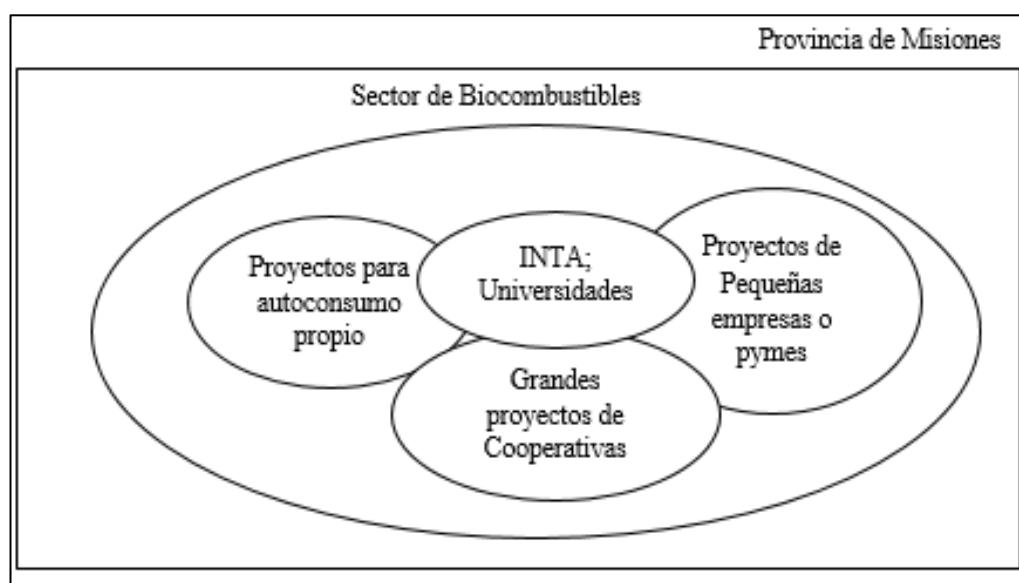 Provincia de Misiones
Sector de Biocombustibles
Proyectos para
autoconsumo
propio
INTA;
Universidades
Proyectos de
Pequeñas
empresas o
pymes
Grandes
proyectos de
Cooperativas